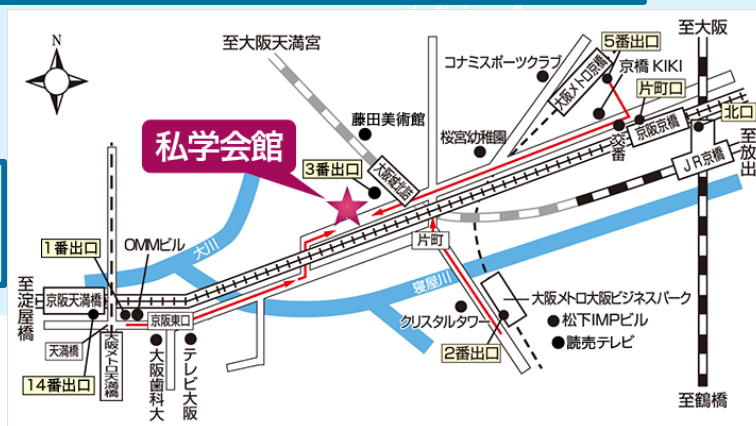 N
至大阪天満宮
コナミスポーツクラブ
大阪メトロ京橋
5番出口
京橋 KIKI
片町口
至大阪
北口
京阪京橋
至放出
交番
JR京橋
藤田美術館
桜宮幼稚園
私学会館
3番出口
大阪城北詰
大川
片町
寝屋川
1番出口
OMMビル
至淀屋橋
京阪天満橋
京阪東口
天満橋
大阪メトロ天満橋
14番出口
大阪歯科大
テレビ大阪
クリスタルタワー
2番出口
大阪メトロ大阪ビジネスパーク
松下IMPビル
読売テレビ
至鶴橋